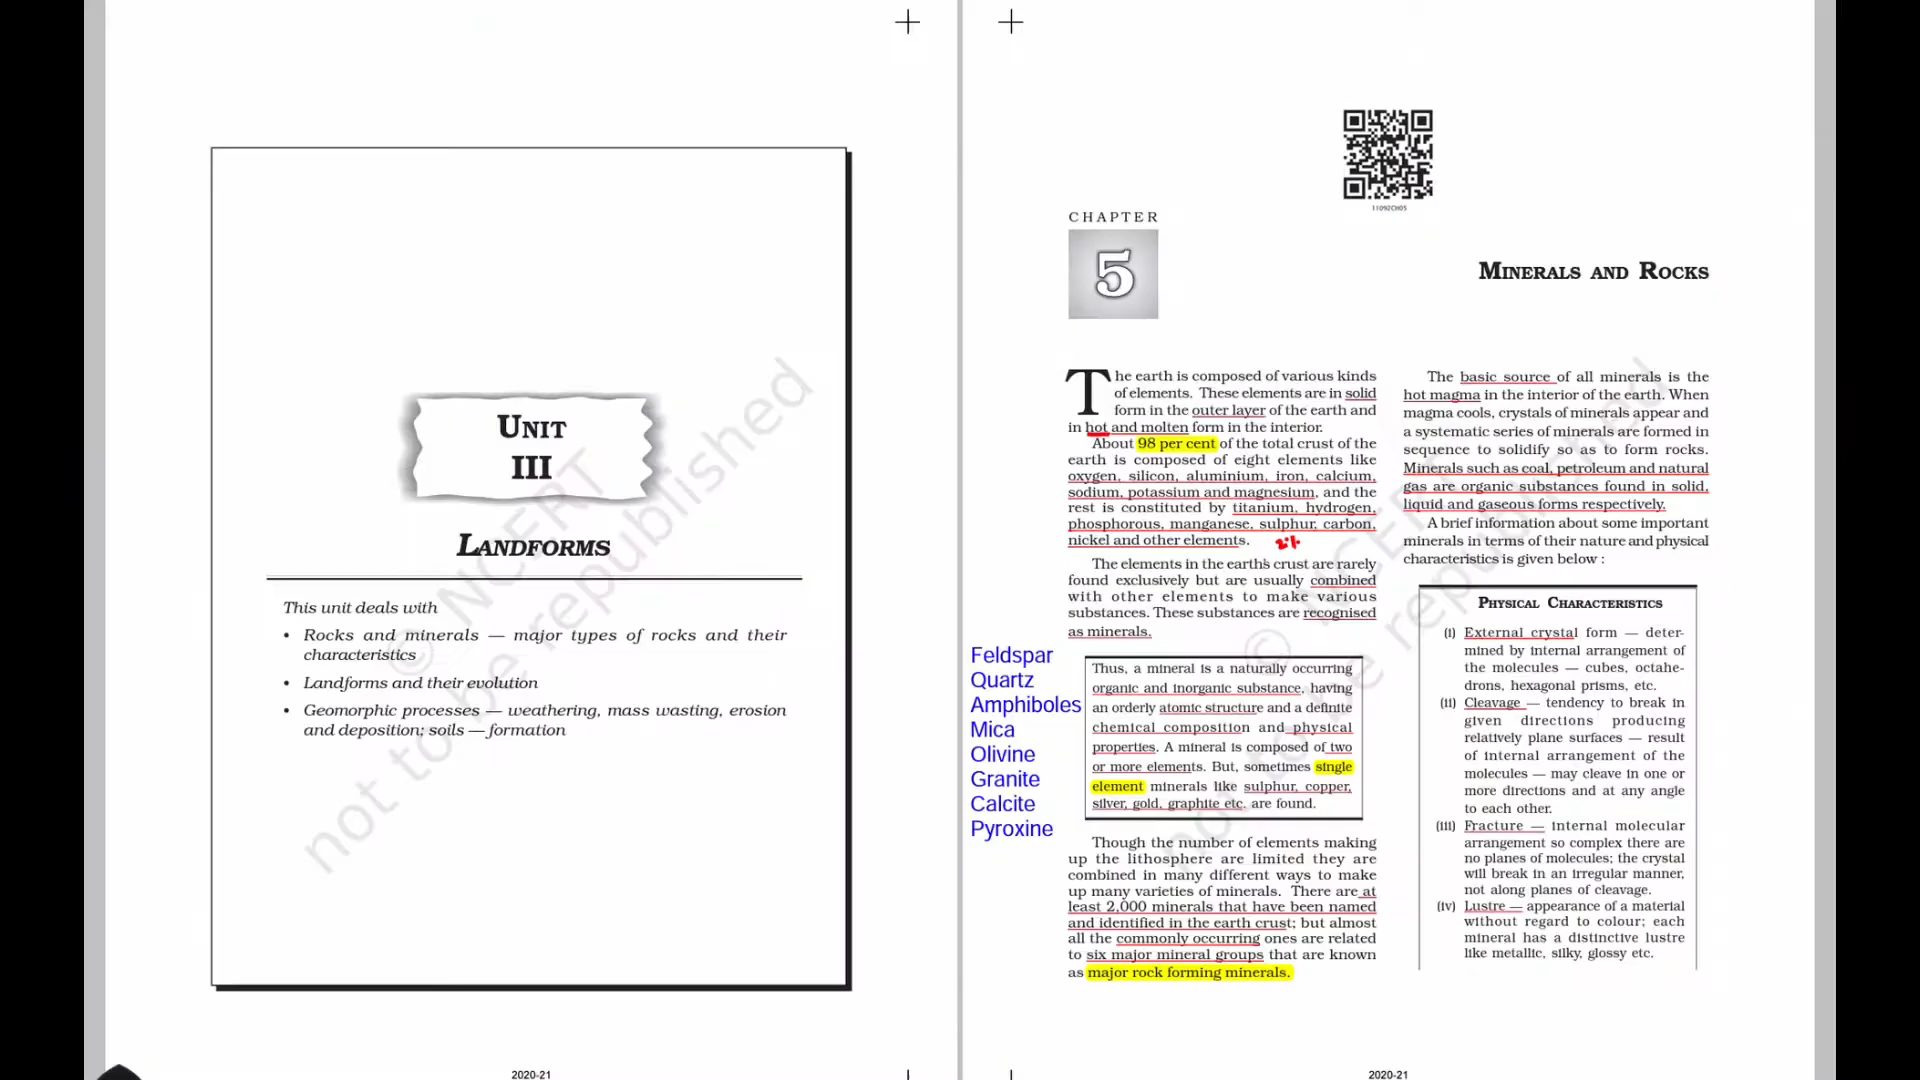 UNIT
III
LANDFORMS
This unit deals with
• Rocks and minerals — major types of rocks and their
characteristics
• Landforms and their evolution
• Geomorphic processes — weathering, mass wasting, erosion
and deposition; soils — formation
© NCERT
not to be republished
2020-21
11092CH05
CHAPTER
5
MINERALS AND ROCKS
The earth is composed of various kinds
of elements. These elements are in solid
form in the outer layer of the earth and
in hot and molten form in the interior.
About 98 per cent of the total crust of the
earth is composed of eight elements like
oxygen, silicon, aluminium, iron, calcium,
sodium, potassium and magnesium, and the
rest is constituted by titanium, hydrogen,
phosphorous, manganese, sulphur, carbon,
nickel and other elements.
2%
The elements in the earth's crust are rarely
found exclusively but are usually combined
with other elements to make various
substances. These substances are recognised
as minerals.
Feldspar
Quartz
Amphiboles
Mica
Olivine
Granite
Calcite
Pyroxine
Thus, a mineral is a naturally occurring
organic and inorganic substance, having
an orderly atomic structure and a definite
chemical composition and physical
properties. A mineral is composed of two
or more elements. But, sometimes single
element minerals like sulphur, copper,
silver, gold, graphite etc. are found.
Though the number of elements making
up the lithosphere are limited they are
combined in many different ways to make
up many varieties of minerals. There are at
least 2,000 minerals that have been named
and identified in the earth crust; but almost
all the commonly occurring ones are related
to six major mineral groups that are known
as major rock forming minerals.
The basic source of all minerals is the
hot magma in the interior of the earth. When
magma cools, crystals of minerals appear and
a systematic series of minerals are formed in
sequence to solidify so as to form rocks.
Minerals such as coal, petroleum and natural
gas are organic substances found in solid,
liquid and gaseous forms respectively.
A brief information about some important
minerals in terms of their nature and physical
characteristics is given below :
PHYSICAL CHARACTERISTICS
(i) External crystal form — deter-
mined by internal arrangement of
the molecules — cubes, octahe-
drons, hexagonal prisms, etc.
(ii) Cleavage — tendency to break in
given directions producing
relatively plane surfaces — result
of internal arrangement of the
molecules — may cleave in one or
more directions and at any angle
to each other.
(iii) Fracture — internal molecular
arrangement so complex there are
no planes of molecules; the crystal
will break in an irregular manner,
not along planes of cleavage.
(iv) Lustre — appearance of a material
without regard to colour; each
mineral has a distinctive lustre
like metallic, silky, glossy etc.
© NCERT
not to be republished
2020-21